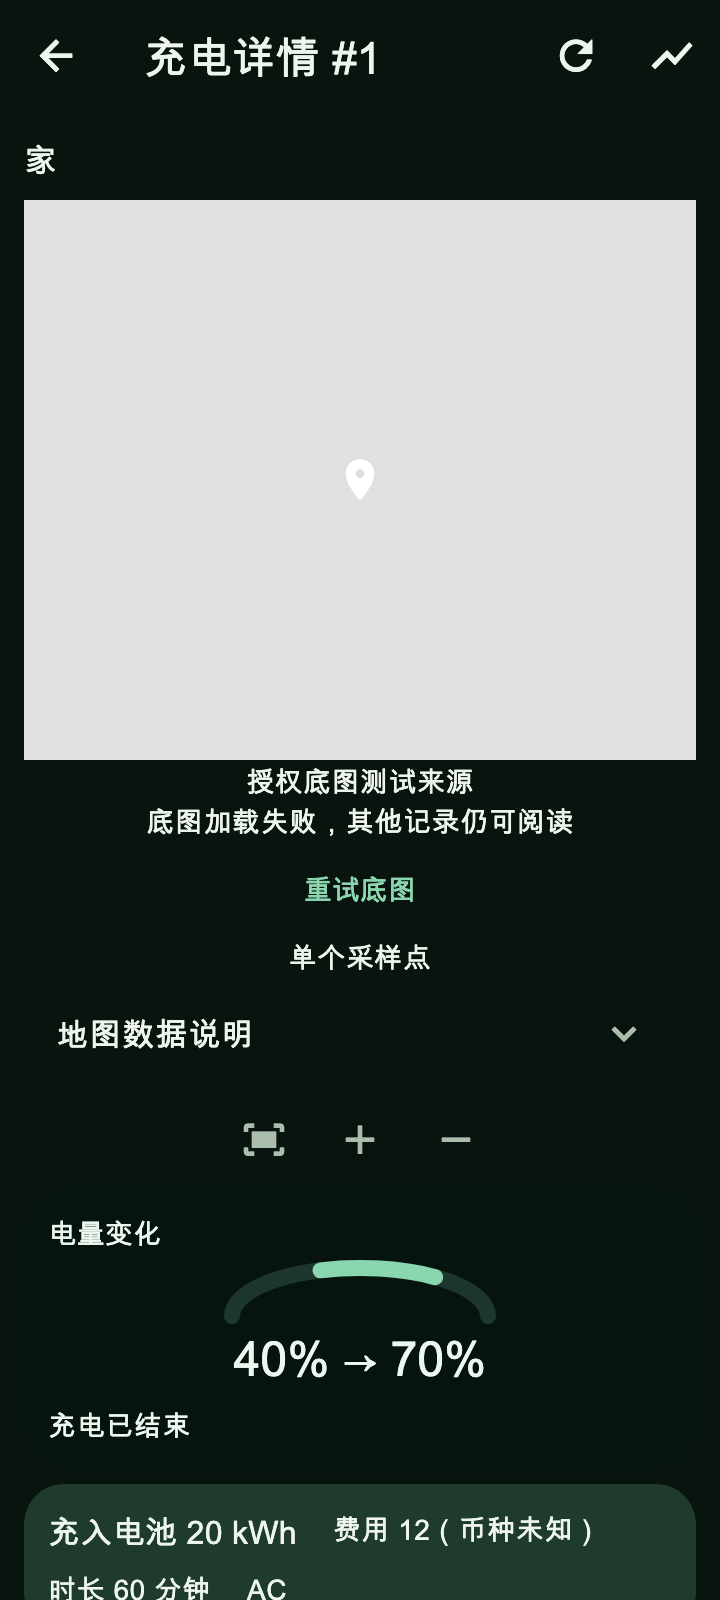 充电详情 #1
家
授权底图测试来源
底图加载失败，其他记录仍可阅读
重试底图
单个采样点
地图数据说明
电量变化
40% → 70%
充电已结束
充入电池 20 kWh 费用 12（币种未知）
时长 60 分钟 AC